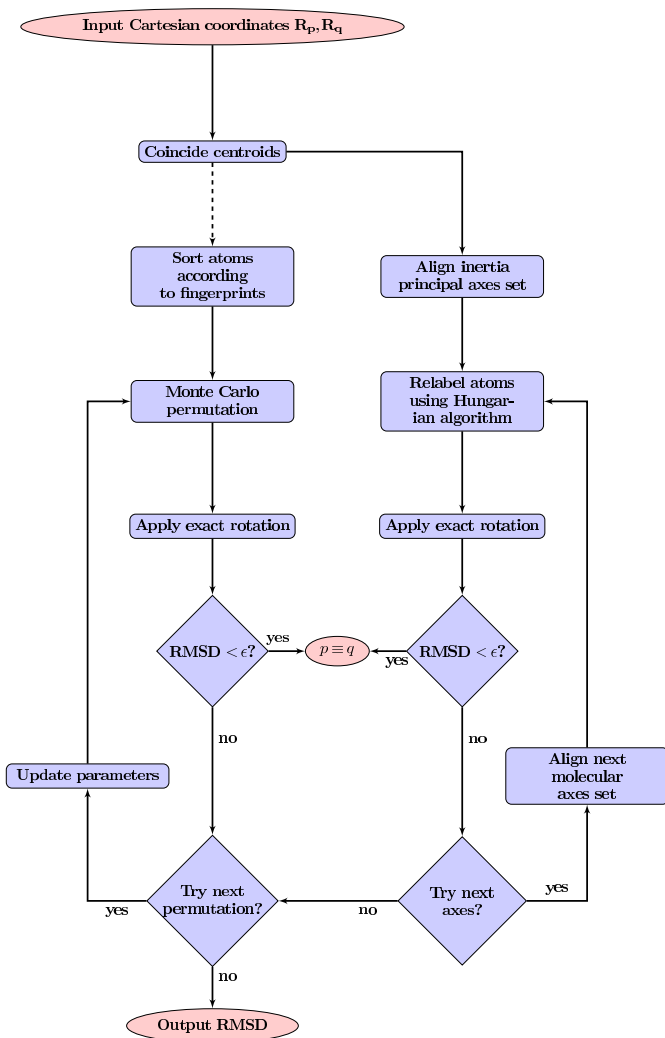 Input Cartesian coordinates Rₚ,R_q
Coincide centroids
Sort atoms
according
to fingerprints
Align inertia
principal axes set
Monte Carlo
permutation
Relabel atoms
using Hungar-
ian algorithm
Apply exact rotation
Apply exact rotation
RMSD < ϵ?
yes
p ≡ q
yes
RMSD < ϵ?
no
no
Update parameters
Align next
molecular
axes set
Try next
permutation?
yes
no
Try next
axes?
yes
no
Output RMSD